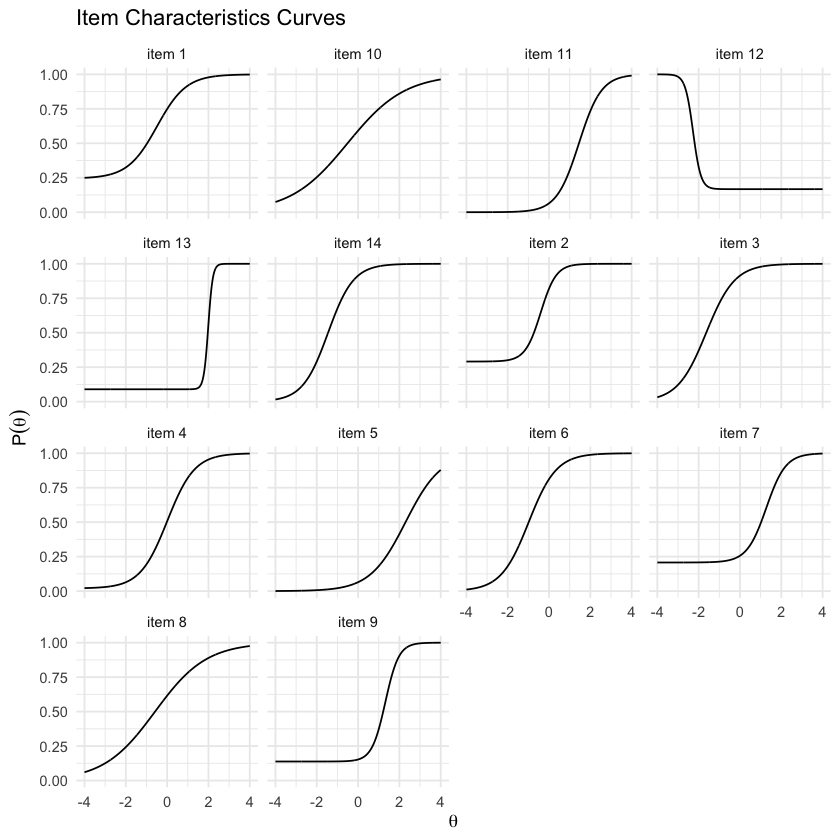 Item Characteristics Curves
item 1 item 10 item 11 item 12
1.00
0.75
0.50
0.25
0.00
item 13 item 14 item 2 item 3
1.00
0.75
0.50
0.25
0.00
P(θ)
item 4 item 5 item 6 item 7
1.00
0.75
0.50
0.25
0.00
-4 -2 0 2 4 -4 -2 0 2 4
item 8 item 9
1.00
0.75
0.50
0.25
0.00
-4 -2 0 2 4 -4 -2 0 2 4
θ